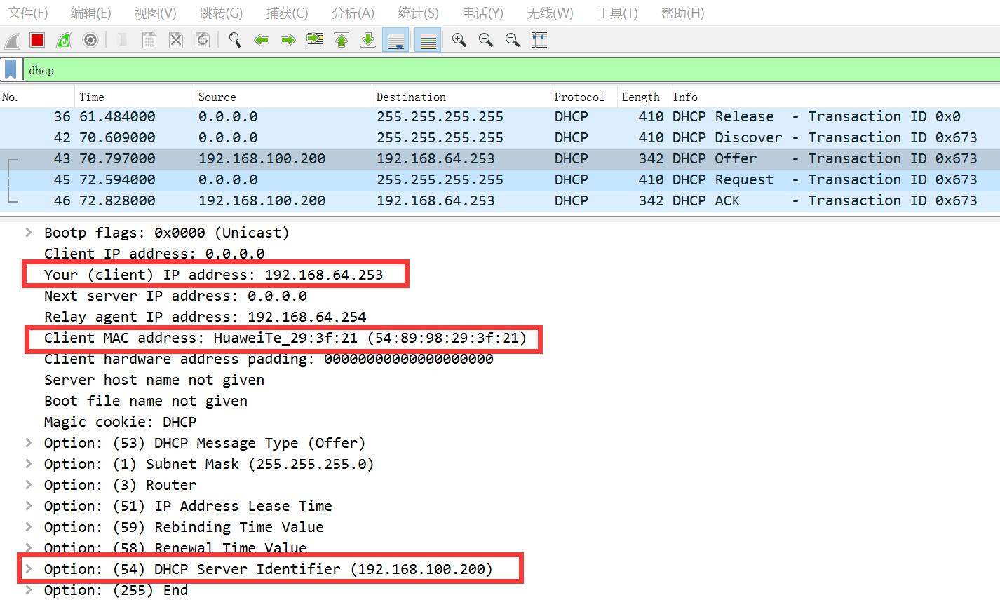 文件(F) 编辑(E) 视图(V) 跳转(G) 捕获(C) 分析(A) 统计(S) 电话(Y) 无线(W) 工具(T) 帮助(H)
dhcp
No. Time Source Destination Protocol Length Info
36 61.484000 0.0.0.0 255.255.255.255 DHCP 410 DHCP Release - Transaction ID 0x0
42 70.609000 0.0.0.0 255.255.255.255 DHCP 410 DHCP Discover - Transaction ID 0x673
43 70.797000 192.168.100.200 192.168.64.253 DHCP 342 DHCP Offer - Transaction ID 0x673
45 72.594000 0.0.0.0 255.255.255.255 DHCP 410 DHCP Request - Transaction ID 0x673
46 72.828000 192.168.100.200 192.168.64.253 DHCP 342 DHCP ACK - Transaction ID 0x673
Bootp flags: 0x0000 (Unicast)
Client IP address: 0.0.0.0
Your (client) IP address: 192.168.64.253
Next server IP address: 0.0.0.0
Relay agent IP address: 192.168.64.254
Client MAC address: HuaweiTe_29:3f:21 (54:89:98:29:3f:21)
Client hardware address padding: 00000000000000000000
Server host name not given
Boot file name not given
Magic cookie: DHCP
Option: (53) DHCP Message Type (Offer)
Option: (1) Subnet Mask (255.255.255.0)
Option: (3) Router
Option: (51) IP Address Lease Time
Option: (59) Rebinding Time Value
Option: (58) Renewal Time Value
Option: (54) DHCP Server Identifier (192.168.100.200)
Option: (255) End